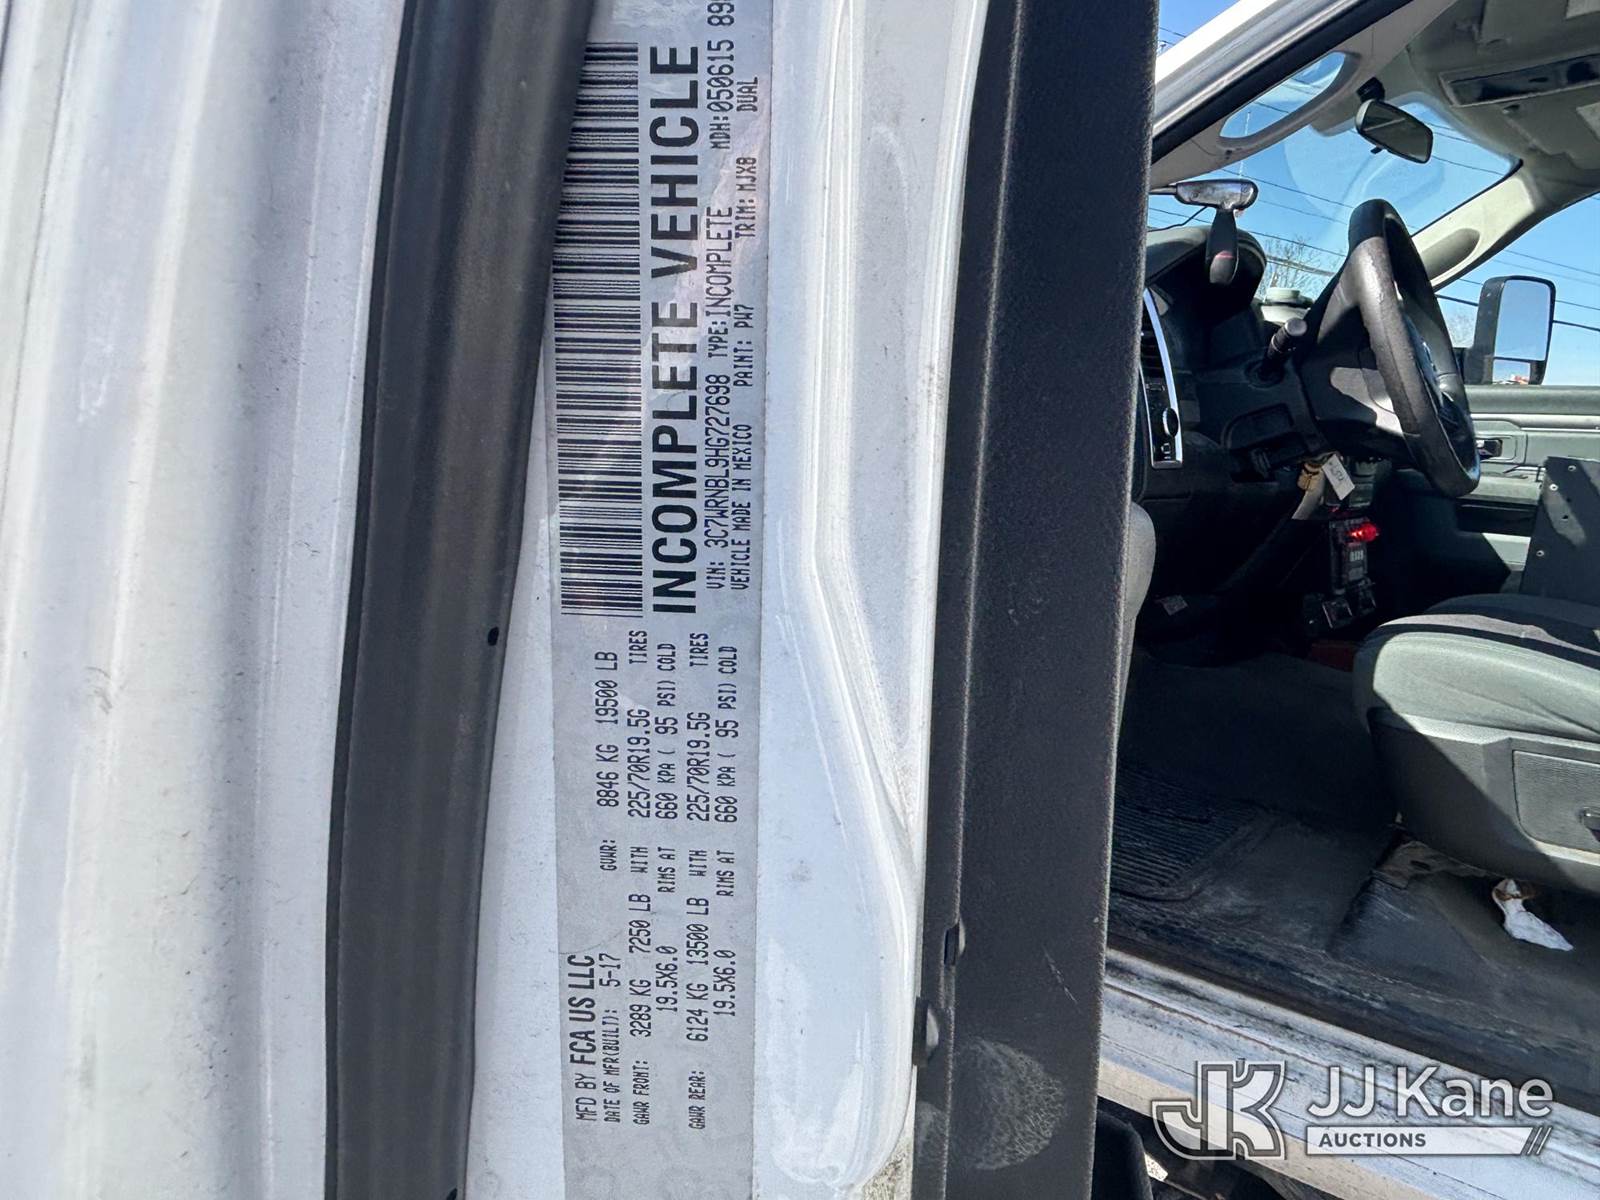 MFD BY FCA US LLC
DATE OF MFR(BUILT): 5-17 GVWR: 8846 KG 19500 LB
GAWR FRONT: 3289 KG 7250 LB WITH 225/70R19.5G TIRES
19.5X6.0 RIMS AT 660 KPA ( 95 PSI) COLD
GAWR REAR: 6124 KG 13500 LB WITH 225/70R19.5G TIRES
19.5X6.0 RIMS AT 660 KPA ( 95 PSI) COLD
INCOMPLETE VEHICLE
VIN: 3C7WRNBL9HG727698 TYPE:INCOMPLETE MDH:050615
VEHICLE MADE IN MEXICO PAINT: PW7 TRIM: MJX8 DUAL
JJ Kane
AUCTIONS